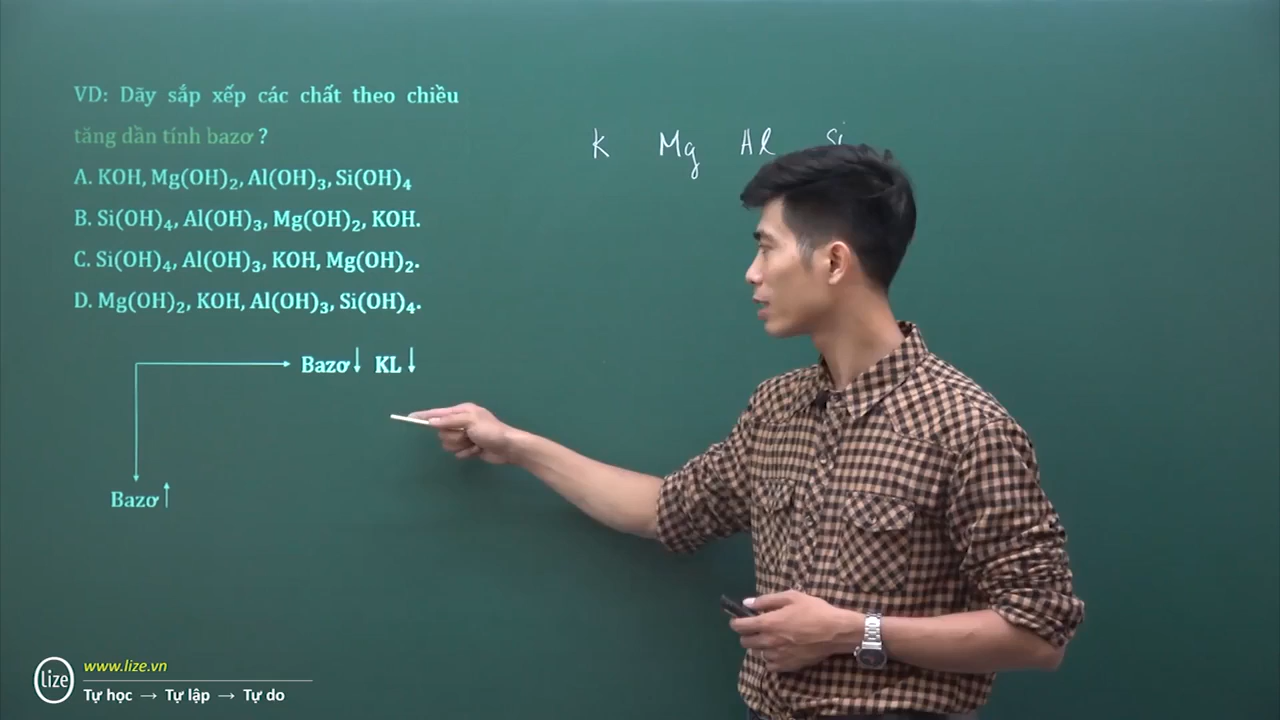 VD: Dãy sắp xếp các chất theo chiều
tăng dần tính bazơ ?
A. KOH, Mg(OH)₂, Al(OH)₃, Si(OH)₄
B. Si(OH)₄, Al(OH)₃, Mg(OH)₂, KOH.
C. Si(OH)₄, Al(OH)₃, KOH, Mg(OH)₂.
D. Mg(OH)₂, KOH, Al(OH)₃, Si(OH)₄.
K Mg Al Si
Bazơ↓ KL↓
Bazơ↑
lize
www.lize.vn
Tự học → Tự lập → Tự do